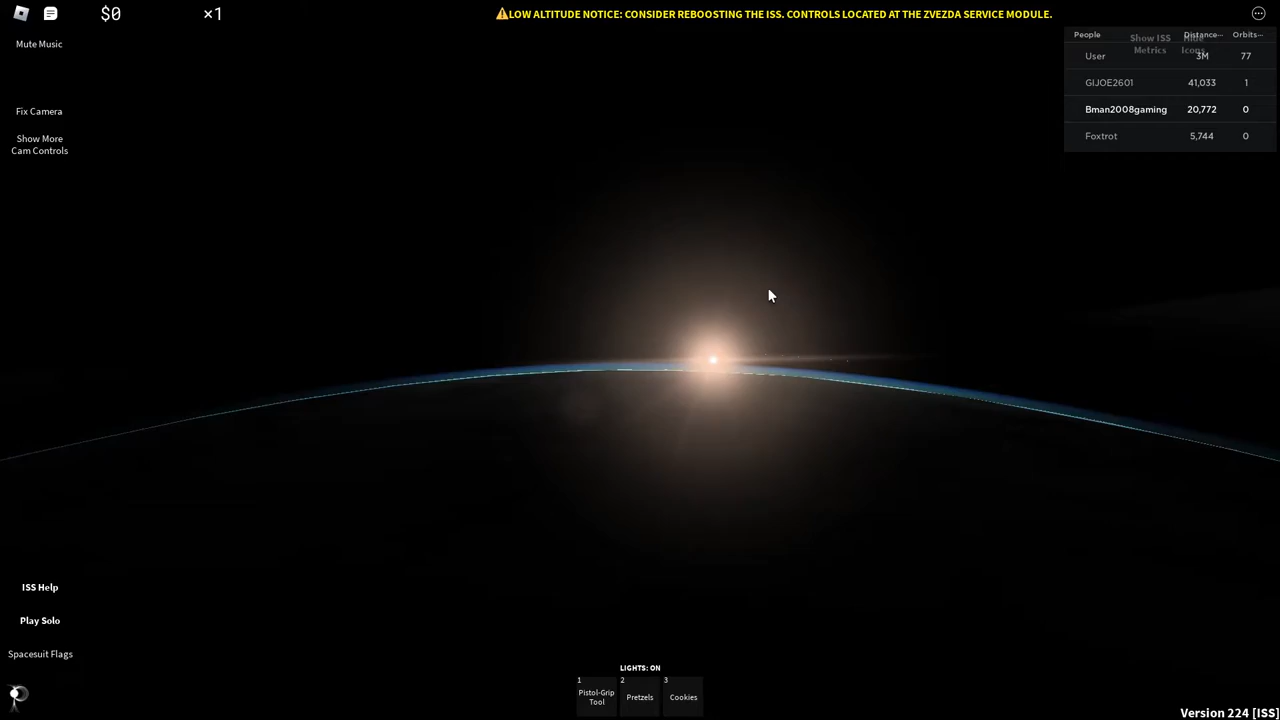 $0 ×1 ⚠LOW ALTITUDE NOTICE: CONSIDER REBOOSTING THE ISS. CONTROLS LOCATED AT THE ZVEZDA SERVICE MODULE.
Mute Music
Fix Camera
Show More
Cam Controls
People Distance... Orbits...
Show ISS
Metrics
Hide
Icons
User 3M 77
GIJOE2601 41,033 1
Bman2008gaming 20,772 0
Foxtrot 5,744 0
ISS Help
Play Solo
Spacesuit Flags
LIGHTS: ON
1 2 3
Pistol-Grip
Tool
Pretzels
Cookies
Version 224 [ISS]